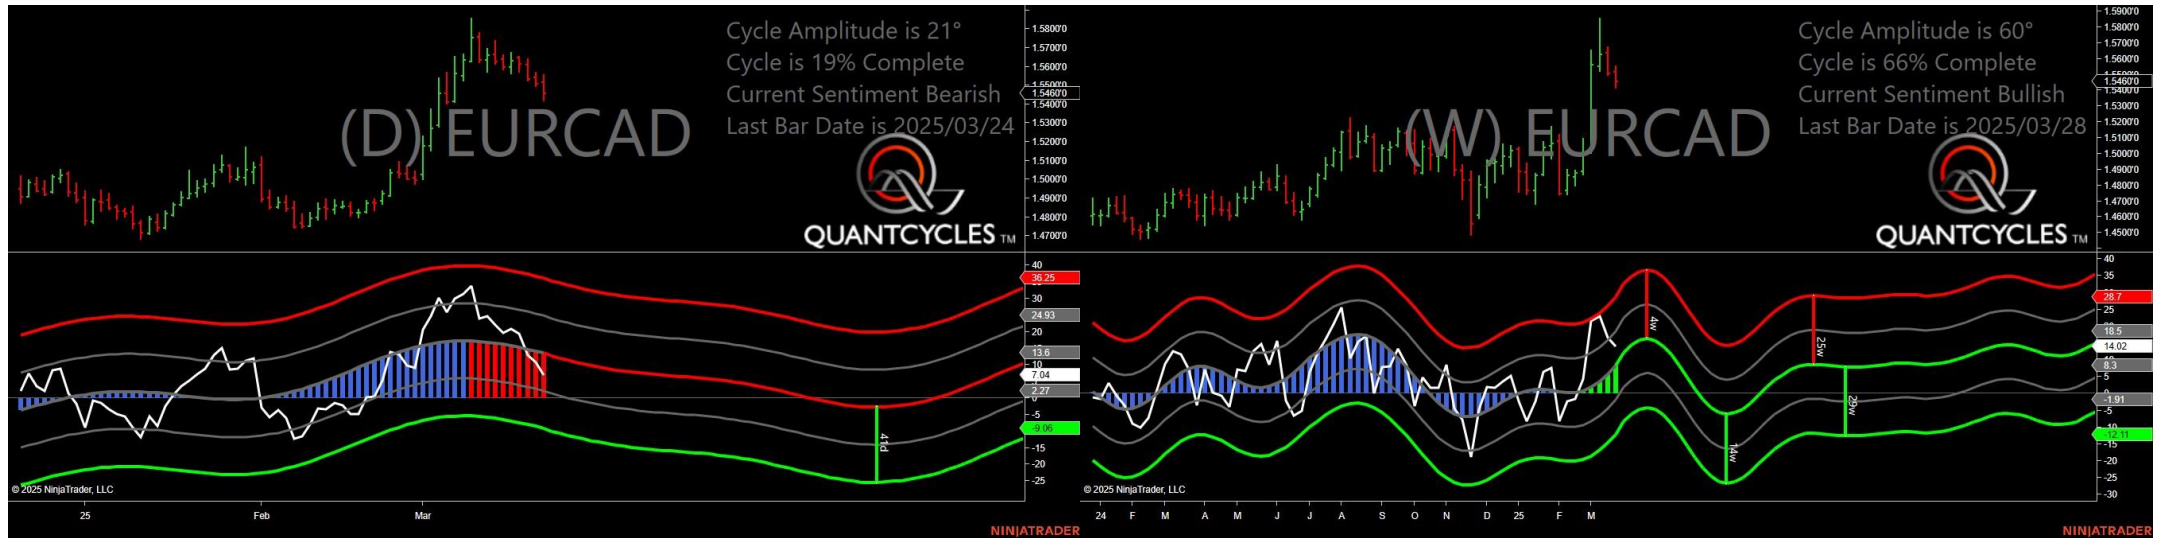 Cycle Amplitude is 21°
Cycle is 19% Complete
Current Sentiment Bearish
Last Bar Date is 2025/03/24
(D) EURCAD
QUANTCYCLES TM
1.5800'0
1.5700'0
1.5600'0
1.5460'0
1.5400'0
1.5300'0
1.5200'0
1.5100'0
1.5000'0
1.4900'0
1.4800'0
1.4700'0
40
36.25
30
24.93
20
13.6
10
7.04
2.27
0
-5
-9.06
-15
-20
-25
41d
© 2025 NinjaTrader, LLC
25 Feb Mar
NINJATRADER
Cycle Amplitude is 60°
Cycle is 66% Complete
Current Sentiment Bullish
Last Bar Date is 2025/03/28
(W) EURCAD
QUANTCYCLES TM
1.5900'0
1.5800'0
1.5700'0
1.5600'0
1.5460'0
1.5400'0
1.5300'0
1.5200'0
1.5100'0
1.5000'0
1.4900'0
1.4800'0
1.4700'0
1.4600'0
1.4500'0
40
35
28.7
25
18.5
14.02
8.3
5
-1.91
-5
-12.11
-15
-20
-25
-30
4w
14w
25w
29w
© 2025 NinjaTrader, LLC
24 F M A M J J A S O N D 25 F M
NINJATRADER